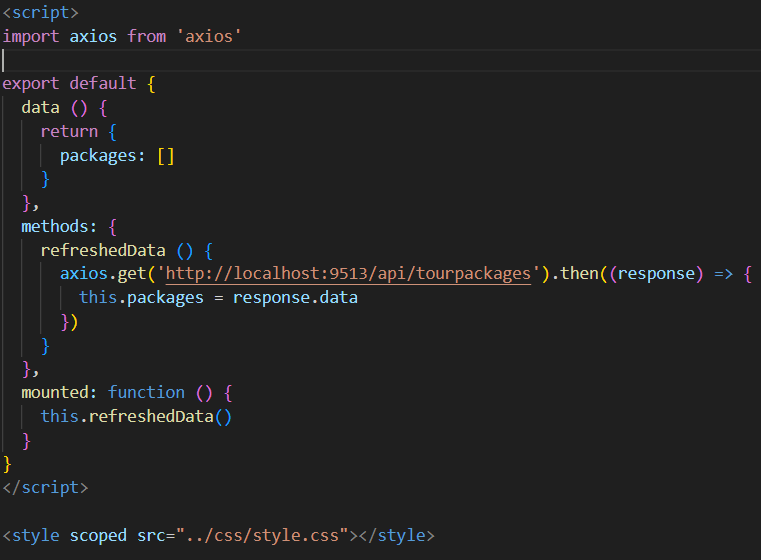 <script>
import axios from 'axios'
export default {
  data () {
    return {
      packages: []
    }
  },
  methods: {
    refreshedData () {
      axios.get('http://localhost:9513/api/tourpackages').then((response) => {
        this.packages = response.data
      })
    }
  },
  mounted: function () {
    this.refreshedData()
  }
}
</script>
<style scoped src="../css/style.css"></style>